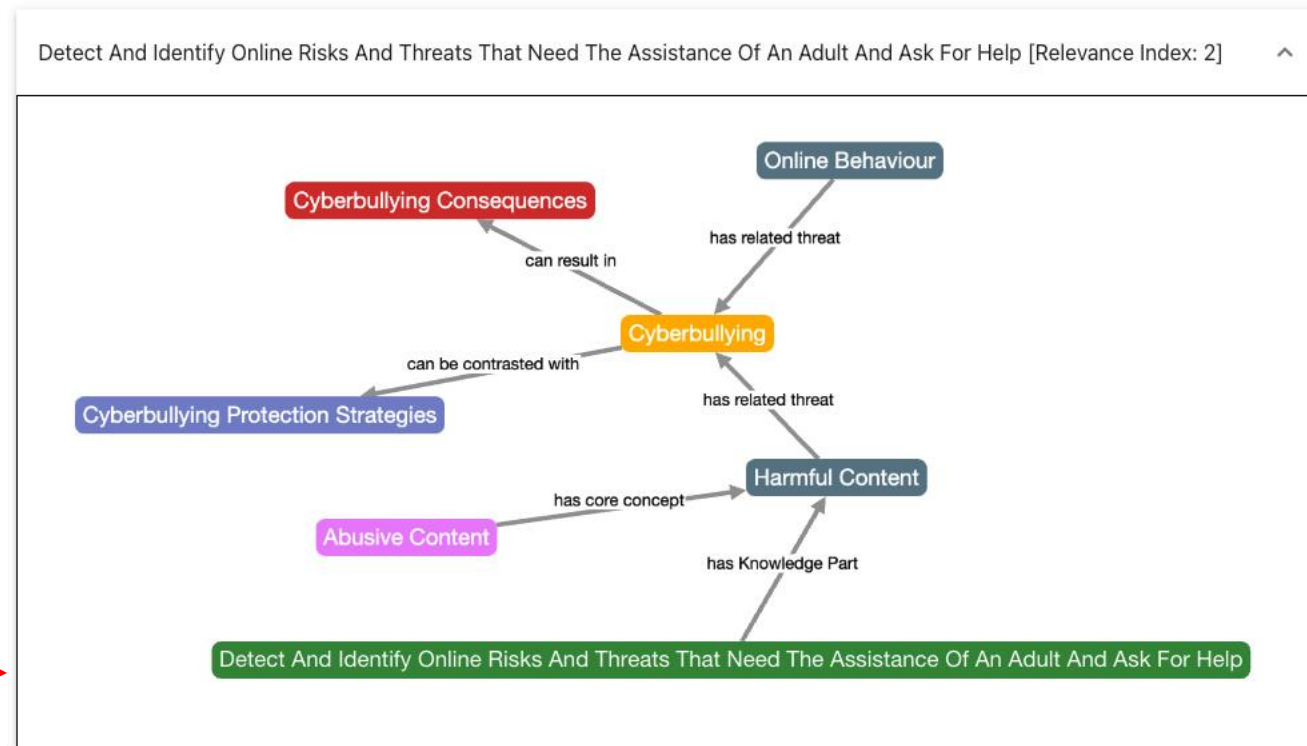 Detect And Identify Online Risks And Threats That Need The Assistance Of An Adult And Ask For Help [Relevance Index: 2]
Online Behaviour
Cyberbullying Consequences
has related threat
can result in
Cyberbullying
can be contrasted with
has related threat
Cyberbullying Protection Strategies
Harmful Content
has core concept
Abusive Content
has Knowledge Part
Detect And Identify Online Risks And Threats That Need The Assistance Of An Adult And Ask For Help